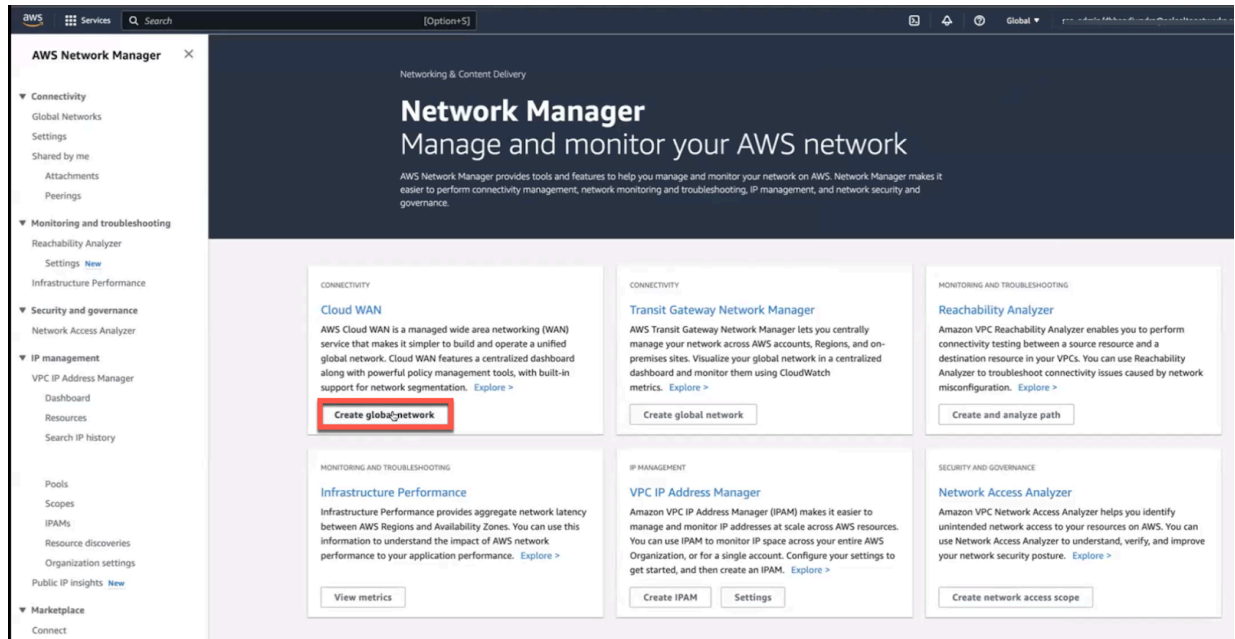 aws
Services
Search
[Option+S]
Global
AWS Network Manager
Connectivity
Global Networks
Settings
Shared by me
Attachments
Peerings
Monitoring and troubleshooting
Reachability Analyzer
Settings New
Infrastructure Performance
Security and governance
Network Access Analyzer
IP management
VPC IP Address Manager
Dashboard
Resources
Search IP history
Pools
Scopes
IPAMs
Resource discoveries
Organization settings
Public IP insights New
Marketplace
Connect
Networking & Content Delivery
Network Manager
Manage and monitor your AWS network
AWS Network Manager provides tools and features to help you manage and monitor your network on AWS. Network Manager makes it
easier to perform connectivity management, network monitoring and troubleshooting, IP management, and network security and
governance.
CONNECTIVITY
Cloud WAN
AWS Cloud WAN is a managed wide area networking (WAN)
service that makes it simpler to build and operate a unified
global network. Cloud WAN features a centralized dashboard
along with powerful policy management tools, with built-in
support for network segmentation. Explore >
Create global network
CONNECTIVITY
Transit Gateway Network Manager
AWS Transit Gateway Network Manager lets you centrally
manage your network across AWS accounts, Regions, and on-
premises sites. Visualize your global network in a centralized
dashboard and monitor them using CloudWatch
metrics. Explore >
Create global network
MONITORING AND TROUBLESHOOTING
Reachability Analyzer
Amazon VPC Reachability Analyzer enables you to perform
connectivity testing between a source resource and a
destination resource in your VPCs. You can use Reachability
Analyzer to troubleshoot connectivity issues caused by network
misconfiguration. Explore >
Create and analyze path
MONITORING AND TROUBLESHOOTING
Infrastructure Performance
Infrastructure Performance provides aggregate network latency
between AWS Regions and Availability Zones. You can use this
information to understand the impact of AWS network
performance to your application performance. Explore >
View metrics
IP MANAGEMENT
VPC IP Address Manager
Amazon VPC IP Address Manager (IPAM) makes it easier to
manage and monitor IP addresses at scale across AWS resources.
You can use IPAM to monitor IP space across your entire AWS
Organization, or for a single account. Configure your settings to
get started, and then create an IPAM. Explore >
Create IPAM
Settings
SECURITY AND GOVERNANCE
Network Access Analyzer
Amazon VPC Network Access Analyzer helps you identify
unintended network access to your resources on AWS. You can
use Network Access Analyzer to understand, verify, and improve
your network security posture. Explore >
Create network access scope